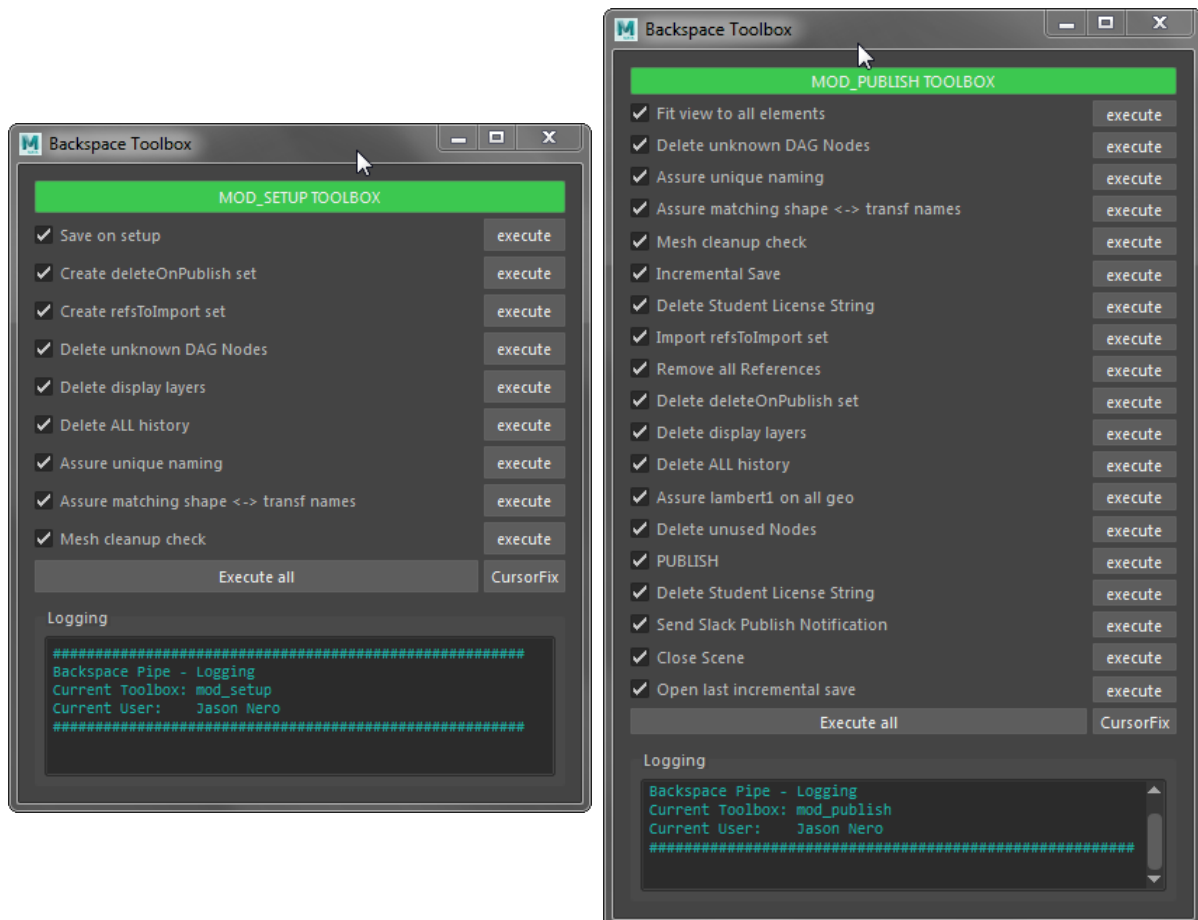 Backspace Toolbox
MOD_SETUP TOOLBOX
Save on setup execute
Create deleteOnPublish set execute
Create refsToImport set execute
Delete unknown DAG Nodes execute
Delete display layers execute
Delete ALL history execute
Assure unique naming execute
Assure matching shape <-> transf names execute
Mesh cleanup check execute
Execute all CursorFix
Logging
########################################################
Backspace Pipe - Logging
Current Toolbox: mod_setup
Current User:    Jason Nero
########################################################
Backspace Toolbox
MOD_PUBLISH TOOLBOX
Fit view to all elements execute
Delete unknown DAG Nodes execute
Assure unique naming execute
Assure matching shape <-> transf names execute
Mesh cleanup check execute
Incremental Save execute
Delete Student License String execute
Import refsToImport set execute
Remove all References execute
Delete deleteOnPublish set execute
Delete display layers execute
Delete ALL history execute
Assure lambert1 on all geo execute
Delete unused Nodes execute
PUBLISH execute
Delete Student License String execute
Send Slack Publish Notification execute
Close Scene execute
Open last incremental save execute
Execute all CursorFix
Logging
Backspace Pipe - Logging
Current Toolbox: mod_publish
Current User:    Jason Nero
########################################################